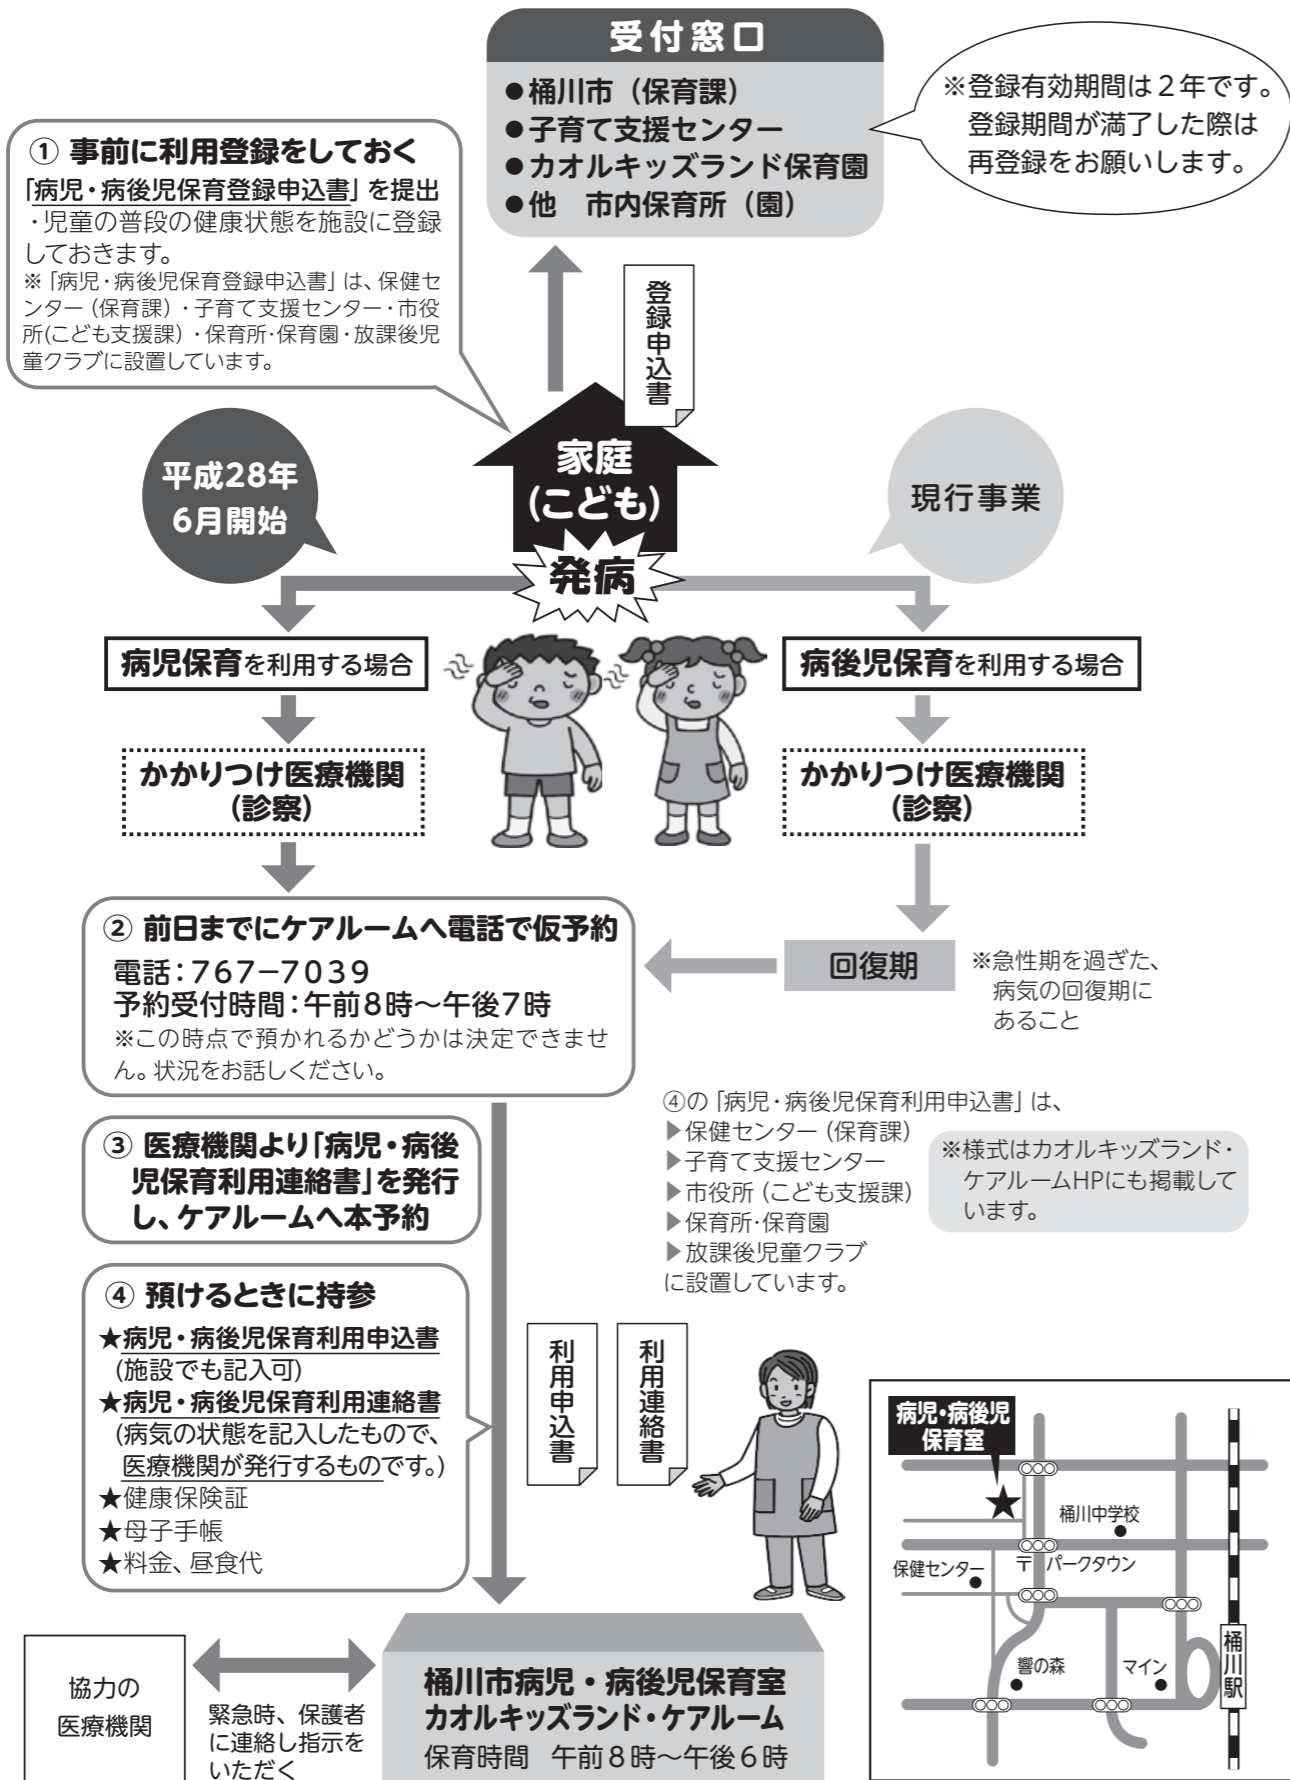 受付窓口
●桶川市（保育課）
●子育て支援センター
●カオルキッズランド保育園
●他　市内保育所（園）
※登録有効期間は２年です。
登録期間が満了した際は
再登録をお願いします。
① 事前に利用登録をしておく
「病児・病後児保育登録申込書」を提出
・児童の普段の健康状態を施設に登録
しておきます。
※「病児・病後児保育登録申込書」は、保健セ
ンター（保育課）・子育て支援センター・市役
所(こども支援課）・保育所・保育園・放課後児
童クラブに設置しています。
登録申込書
家庭
(こども)
発病
平成28年
6月開始
現行事業
病児保育を利用する場合
病後児保育を利用する場合
かかりつけ医療機関
(診察)
かかりつけ医療機関
(診察)
② 前日までにケアルームへ電話で仮予約
電話：767−7039
予約受付時間：午前8時〜午後7時
※この時点で預かれるかどうかは決定できませ
ん。状況をお話しください。
回復期
※急性期を過ぎた、
病気の回復期に
あること
③ 医療機関より「病児・病後
児保育利用連絡書」を発行
し、ケアルームへ本予約
④の「病児・病後児保育利用申込書」は、
▶保健センター（保育課）
▶子育て支援センター
▶市役所（こども支援課）
▶保育所・保育園
▶放課後児童クラブ
に設置しています。
※様式はカオルキッズランド・
ケアルームHPにも掲載して
います。
④ 預けるときに持参
★病児・病後児保育利用申込書
(施設でも記入可)
★病児・病後児保育利用連絡書
(病気の状態を記入したもので、
医療機関が発行するものです。)
★健康保険証
★母子手帳
★料金、昼食代
利用申込書
利用連絡書
病児・病後児
保育室
★
桶川中学校
保健センター
〒 パークタウン
響の森
マイン
桶川駅
協力の
医療機関
緊急時、保護者
に連絡し指示を
いただく
桶川市病児・病後児保育室
カオルキッズランド・ケアルーム
保育時間　午前８時〜午後６時